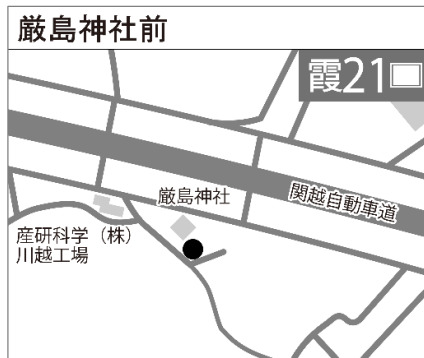 厳島神社前
霞21
厳島神社
関越自動車道
産研科学（株）
川越工場